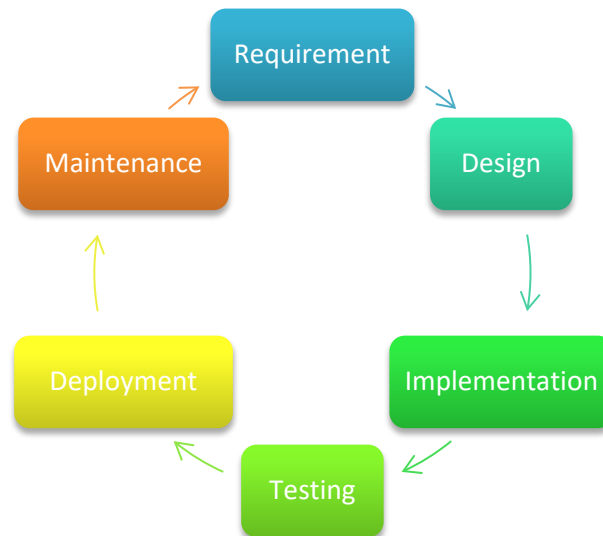 Requirement
Design
Implementation
Testing
Deployment
Maintenance